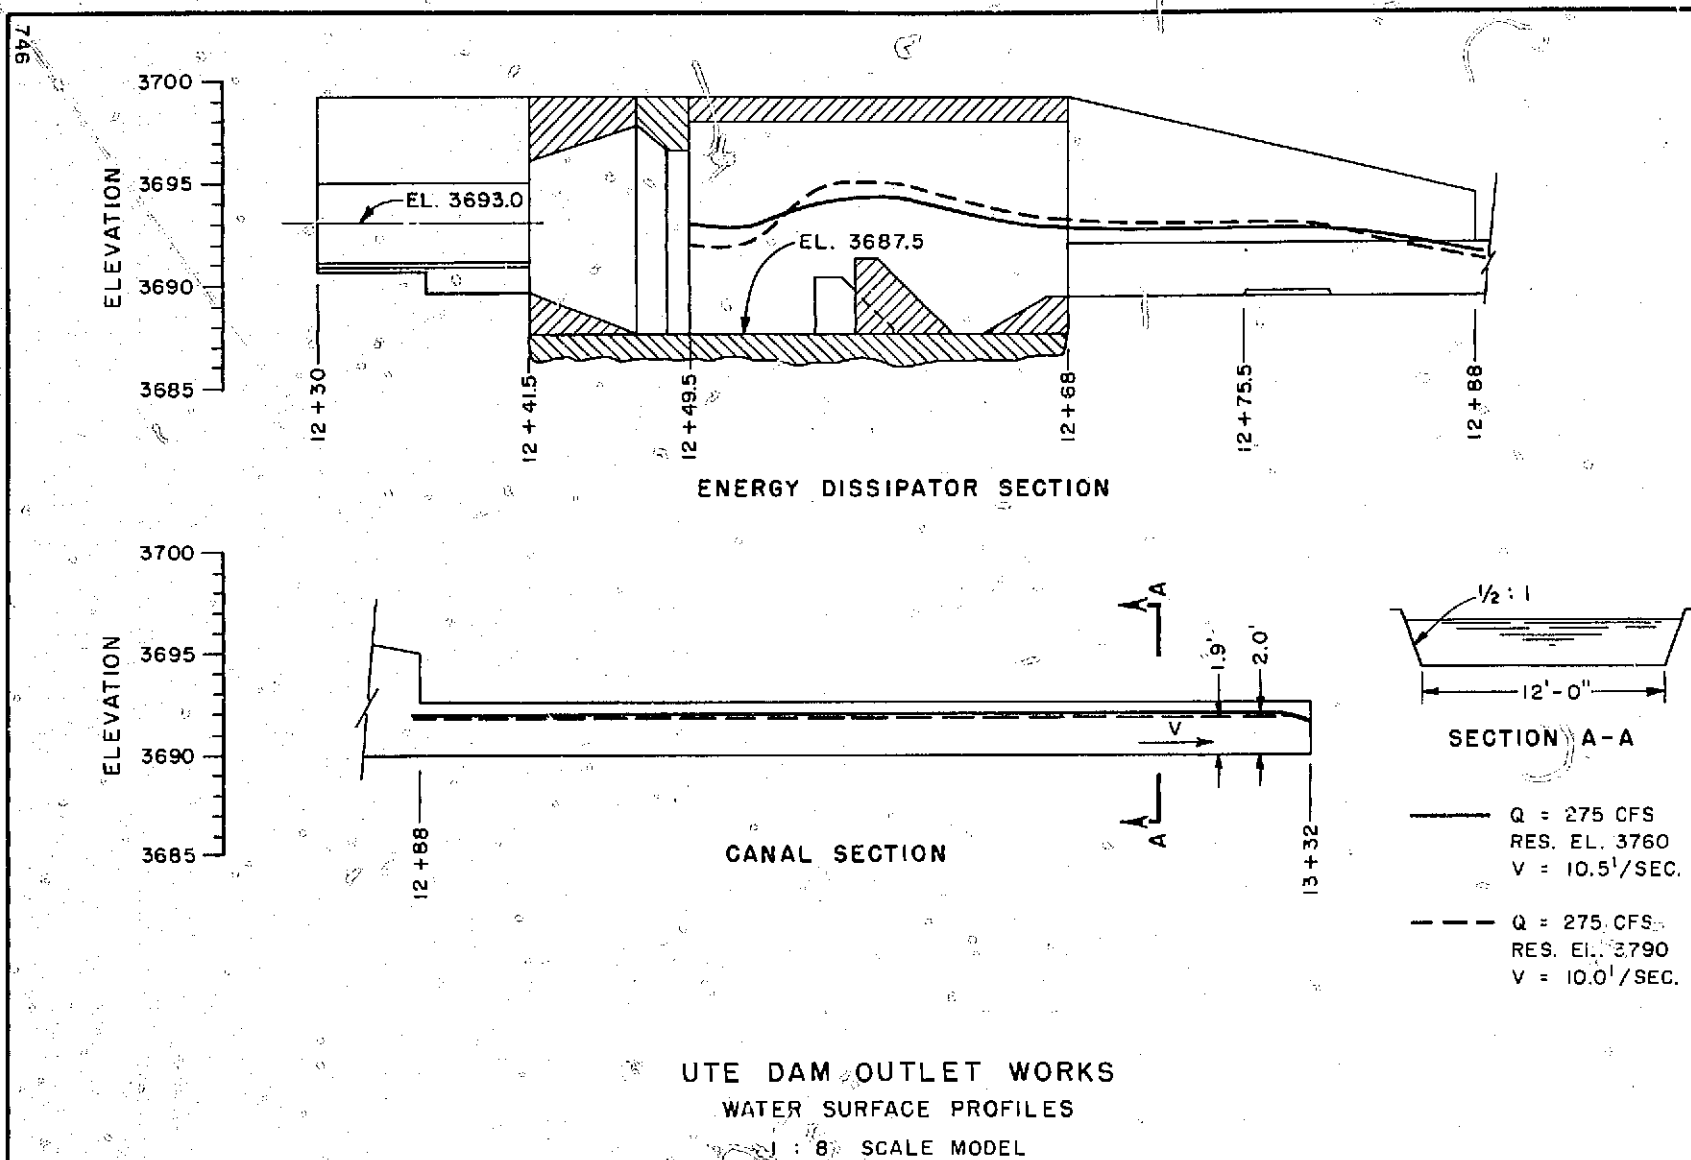 746
3700
3695
3690
3685
ELEVATION
EL. 3693.0
EL. 3687.5
12+30
12+41.5
12+49.5
12+68
12+75.5
12+88
ENERGY DISSIPATOR SECTION
3700
3695
3690
3685
ELEVATION
A
1.9'
2.0'
V
A
12+88
13+32
CANAL SECTION
1/2 : 1
12'-0"
SECTION A-A
Q = 275 CFS
RES. EL. 3760
V = 10.5'/SEC.
Q = 275 CFS
RES. EL. 3790
V = 10.0'/SEC.
UTE DAM OUTLET WORKS
WATER SURFACE PROFILES
1 : 8 SCALE MODEL